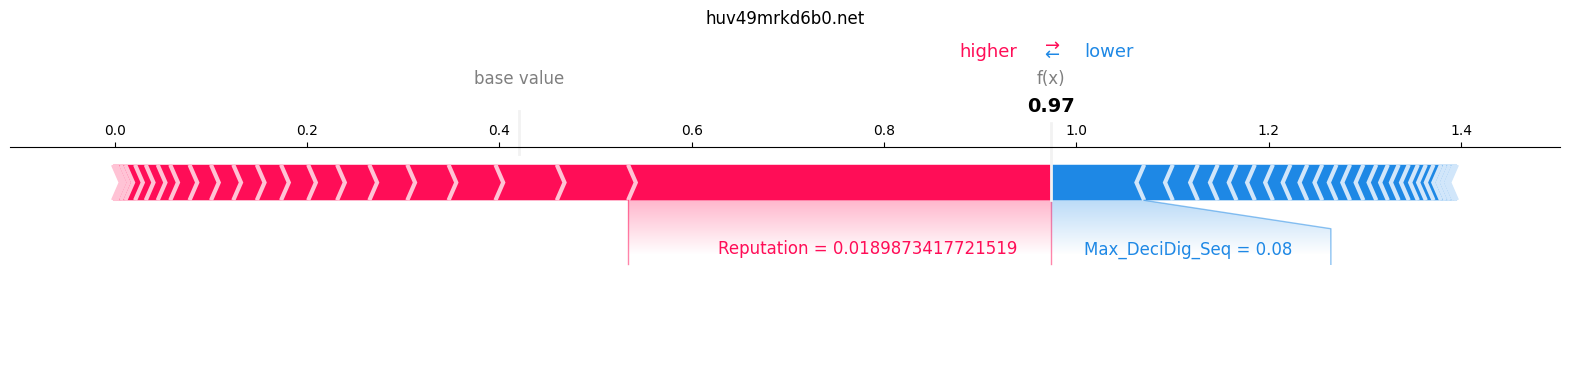 huv49mrkd6b0.net
higher ⇄ lower
base value f(x)
0.97
0.0 0.2 0.4 0.6 0.8 1.0 1.2 1.4
Reputation = 0.0189873417721519 Max_DeciDig_Seq = 0.08